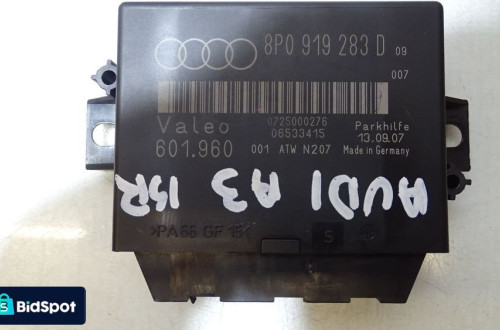 8P0 919 283 D 09
007
0725000276
06533415
Valeo
601.960
001 ATW N207
Parkhilfe
13.09.07
Made in Germany
AUDI A3 15R
>PA66 GF 15<
S
BidSpot